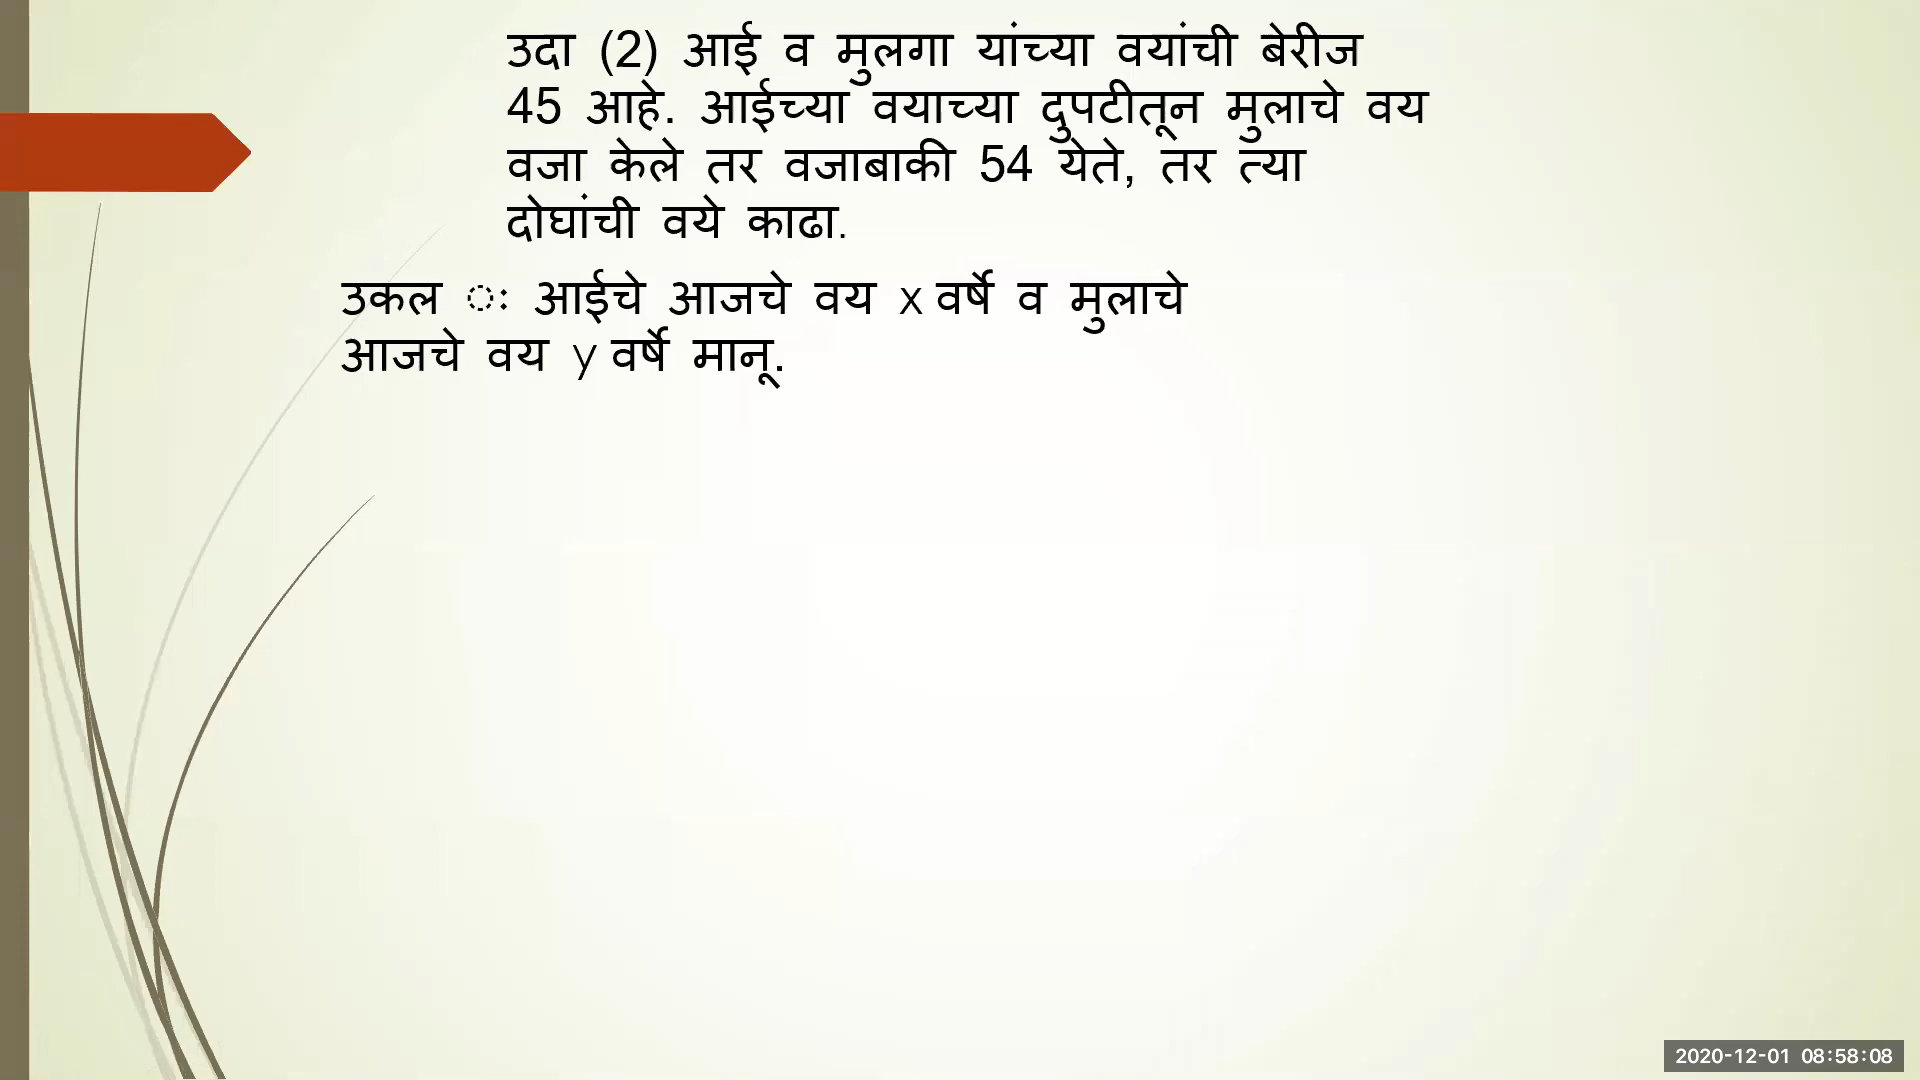 उदा (2) आई व मुलगा यांच्या वयांची बेरीज
45 आहे. आईच्या वयाच्या दुपटीतून मुलाचे वय
वजा केले तर वजाबाकी 54 येते, तर त्या
दोघांची वये काढा.
उकल ः आईचे आजचे वय x वर्षे व मुलाचे
आजचे वय y वर्षे मानू.
2020-12-01 08:58:08